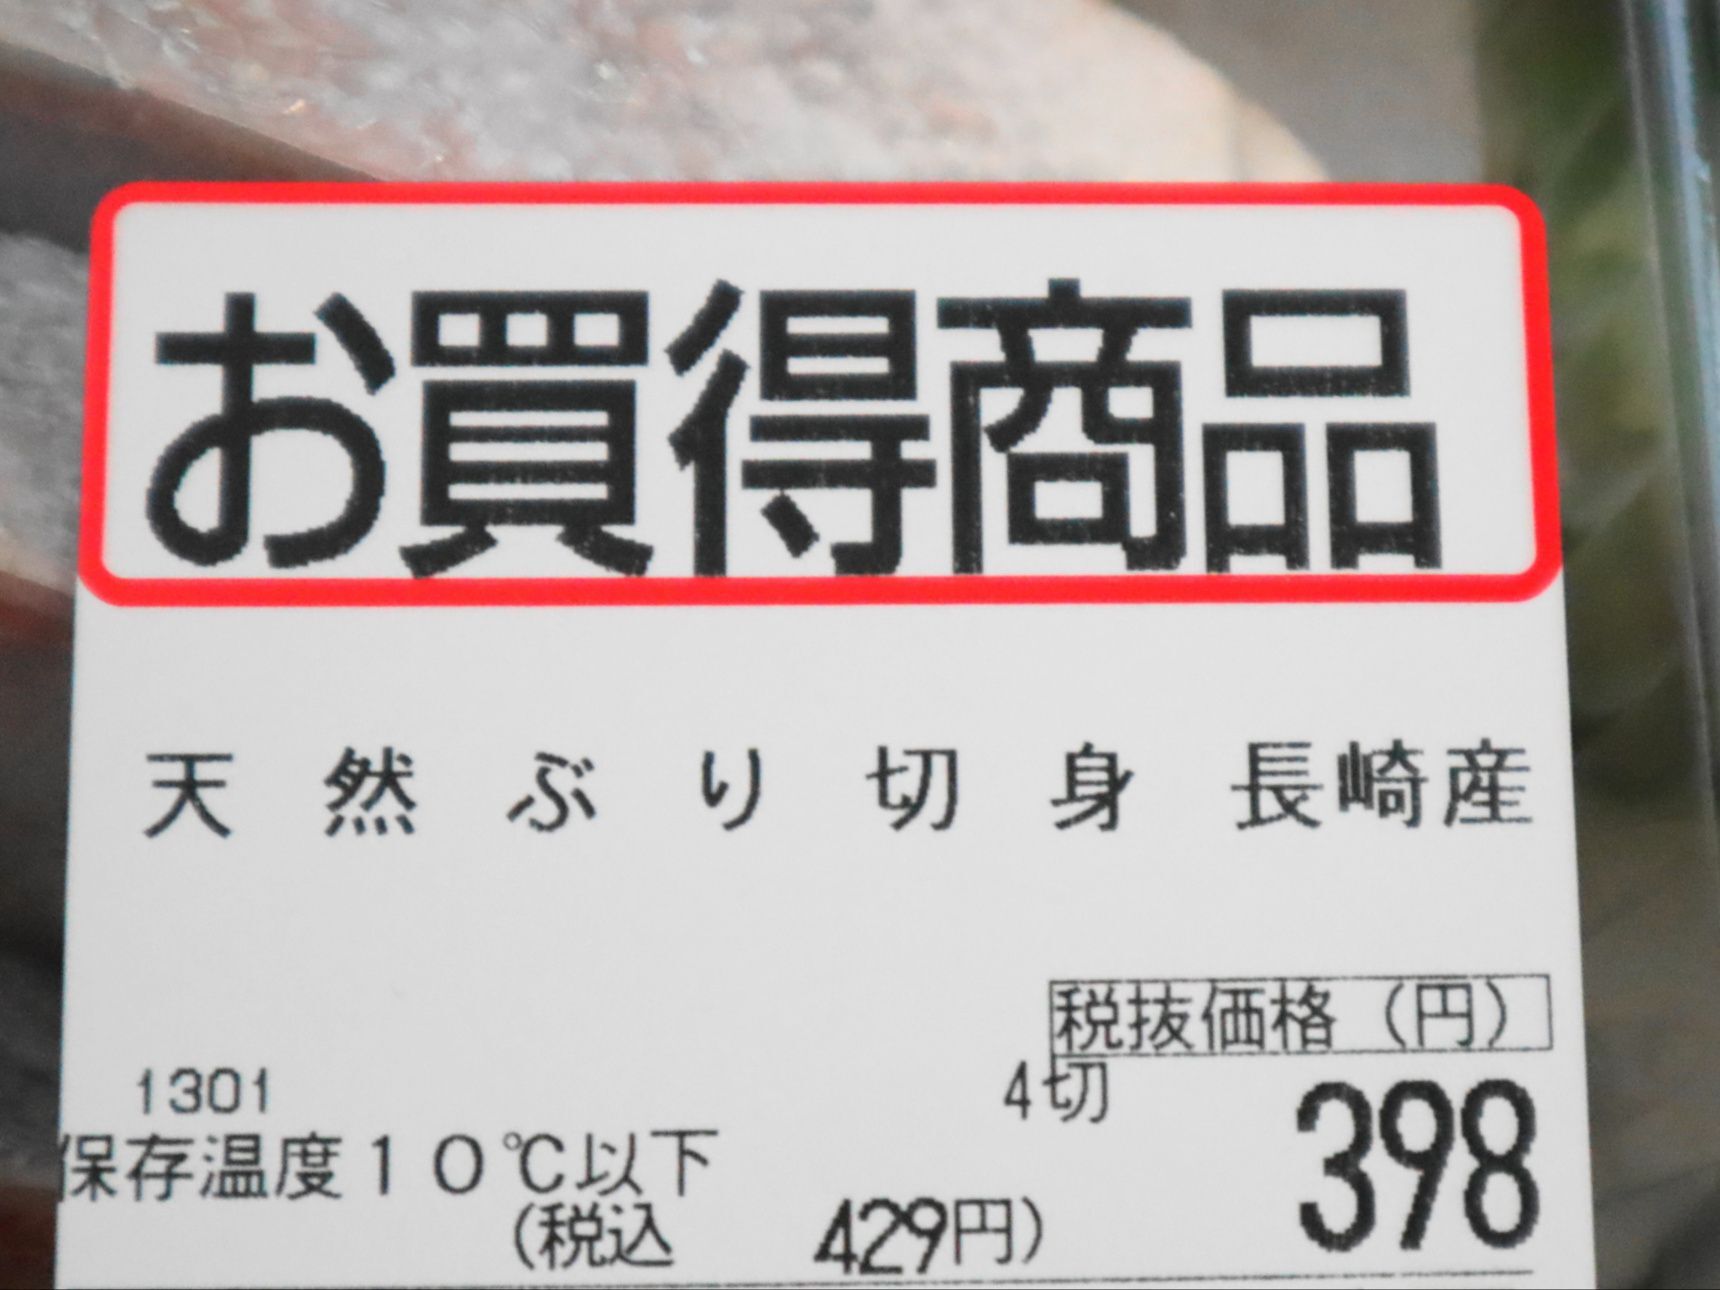 お買得商品
天然ぶり切身 長崎産
税抜価格(円)
1301
4切
398
保存温度10℃以下
(税込 429円)